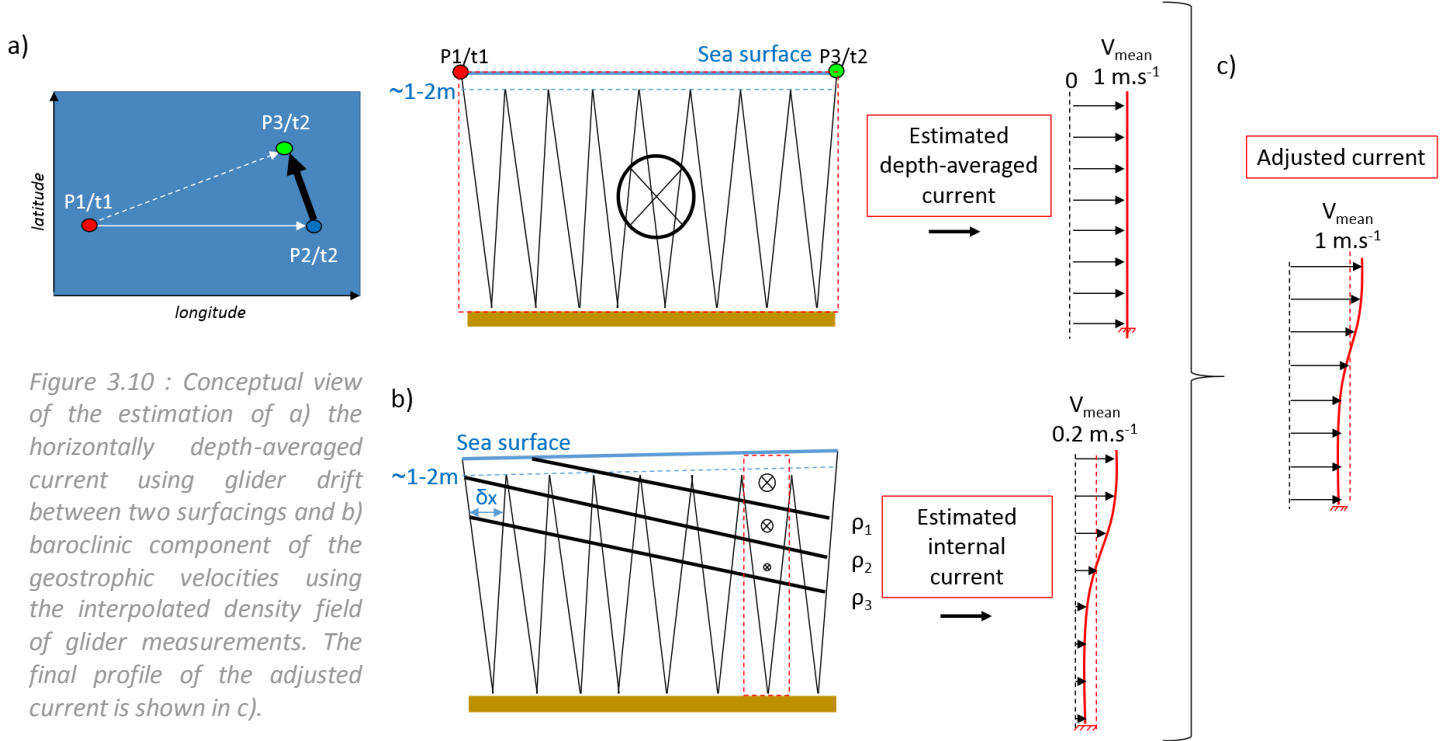 a)
P3/t2
P1/t1
P2/t2
latitude
longitude
P1/t1
Sea surface
P3/t2
~1-2m
Estimated
depth-averaged
current
0
Vmean
1 m.s-1
c)
Adjusted current
Vmean
1 m.s-1
Figure 3.10 : Conceptual view
of the estimation of a) the
horizontally depth-averaged
current using glider drift
between two surfacings and b)
baroclinic component of the
geostrophic velocities using
the interpolated density field
of glider measurements. The
final profile of the adjusted
current is shown in c).
b)
Sea surface
~1-2m
δx
ρ1
ρ2
ρ3
Estimated
internal
current
Vmean
0.2 m.s-1